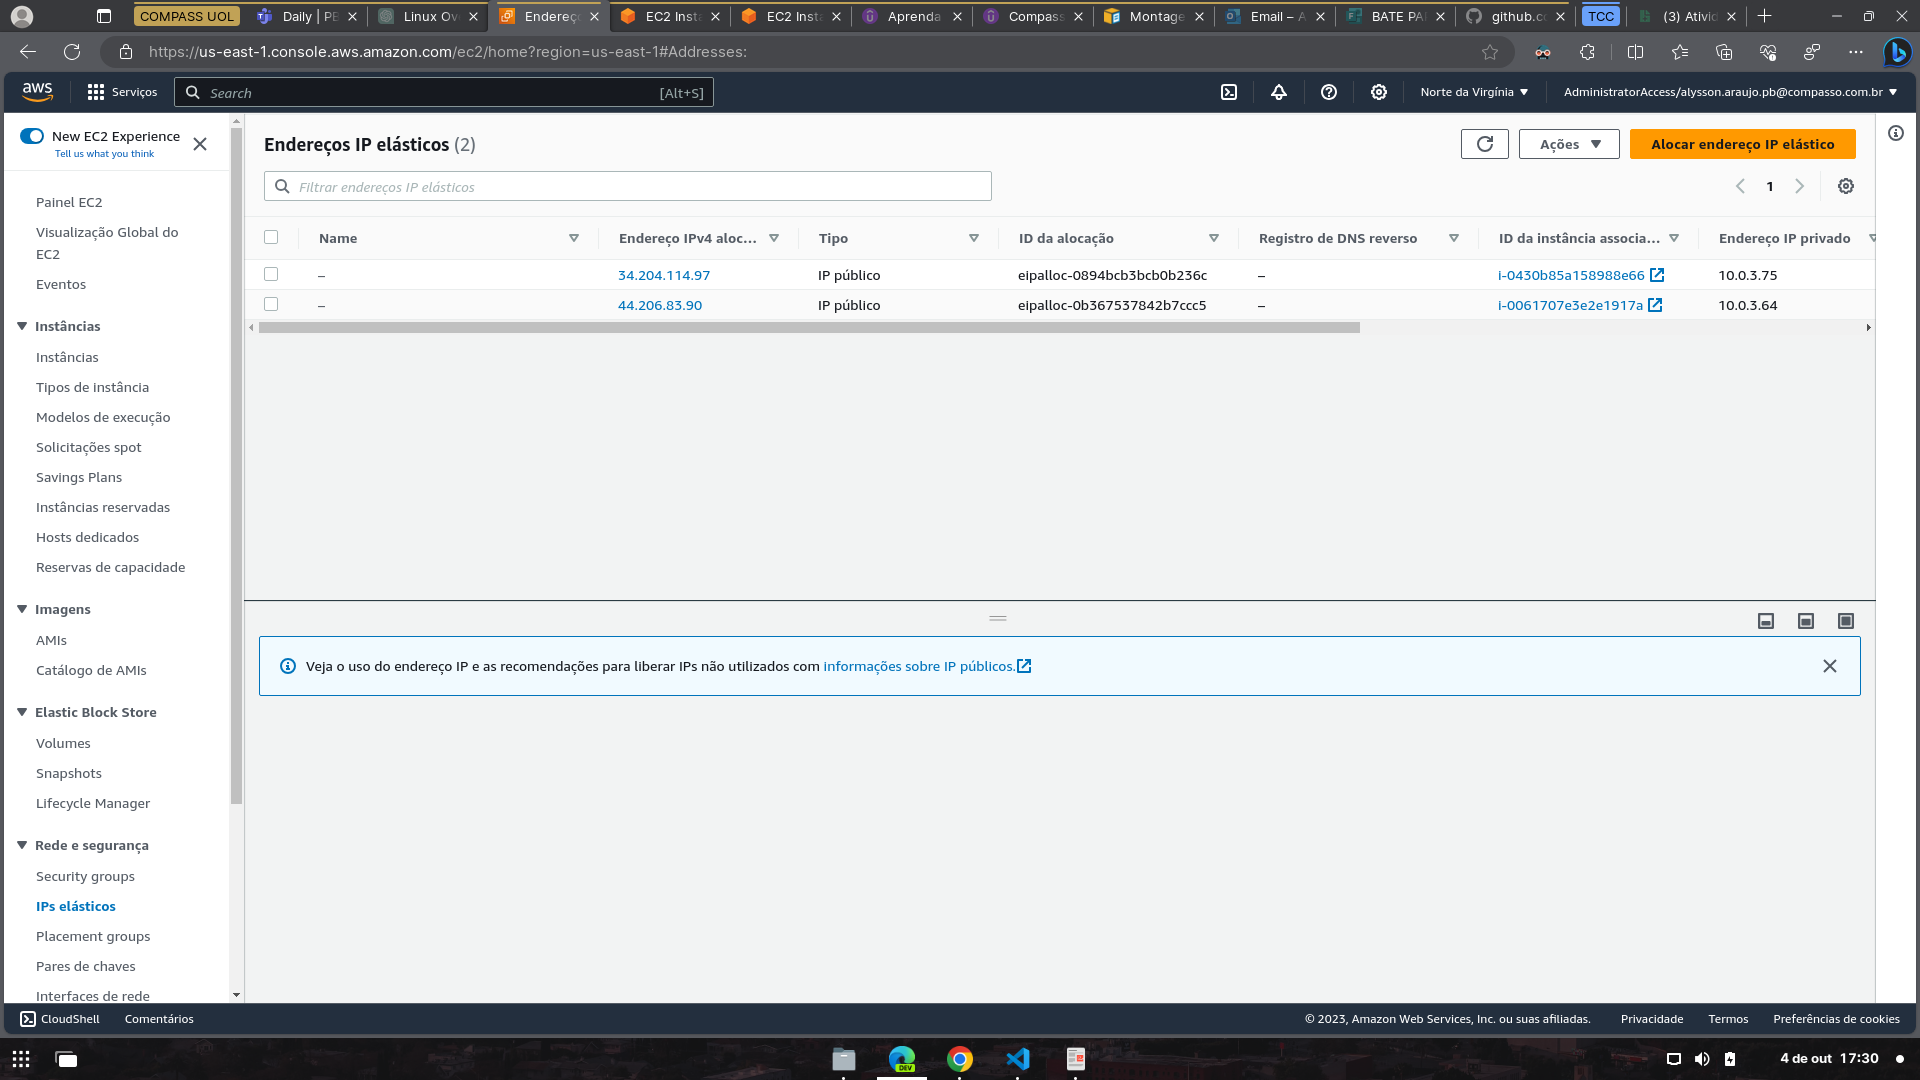 COMPASS UOL
Daily | PB
Linux Ov
Endereç
EC2 Inst
EC2 Inst
Aprenda
Compass
Montage
Email – A
BATE PA
github.c
TCC
(3) Ativid
https://us-east-1.console.aws.amazon.com/ec2/home?region=us-east-1#Addresses:
aws
Serviços
Search
[Alt+S]
Norte da Virgínia
AdministratorAccess/alysson.araujo.pb@compasso.com.br
New EC2 Experience
Tell us what you think
Painel EC2
Visualização Global do
EC2
Eventos
Instâncias
Instâncias
Tipos de instância
Modelos de execução
Solicitações spot
Savings Plans
Instâncias reservadas
Hosts dedicados
Reservas de capacidade
Imagens
AMIs
Catálogo de AMIs
Elastic Block Store
Volumes
Snapshots
Lifecycle Manager
Rede e segurança
Security groups
IPs elásticos
Placement groups
Pares de chaves
Interfaces de rede
Endereços IP elásticos (2)
Ações
Alocar endereço IP elástico
Filtrar endereços IP elásticos
1
Name Endereço IPv4 aloc... Tipo ID da alocação Registro de DNS reverso ID da instância associa... Endereço IP privado
– 34.204.114.97 IP público eipalloc-0894bcb3bcb0b236c – i-0430b85a158988e66 10.0.3.75
– 44.206.83.90 IP público eipalloc-0b367537842b7ccc5 – i-0061707e3e2e1917a 10.0.3.64
Veja o uso do endereço IP e as recomendações para liberar IPs não utilizados com informações sobre IP públicos.
CloudShell
Comentários
© 2023, Amazon Web Services, Inc. ou suas afiliadas.
Privacidade
Termos
Preferências de cookies
DEV
4 de out 17:30